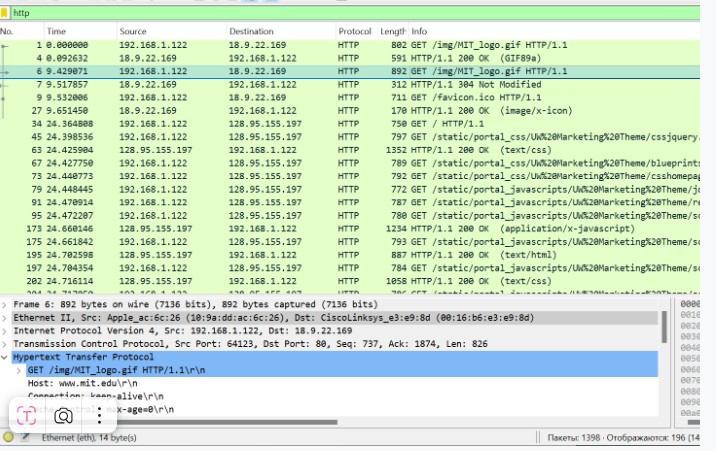 http
No. Time Source Destination Protocol Length Info
1 0.000000 192.168.1.122 18.9.22.169 HTTP 802 GET /img/MIT_logo.gif HTTP/1.1
4 0.092632 18.9.22.169 192.168.1.122 HTTP 591 HTTP/1.1 200 OK (GIF89a)
6 9.429071 192.168.1.122 18.9.22.169 HTTP 892 GET /img/MIT_logo.gif HTTP/1.1
7 9.517857 18.9.22.169 192.168.1.122 HTTP 312 HTTP/1.1 304 Not Modified
9 9.532006 192.168.1.122 18.9.22.169 HTTP 711 GET /favicon.ico HTTP/1.1
27 9.651450 18.9.22.169 192.168.1.122 HTTP 170 HTTP/1.1 200 OK (image/x-icon)
34 24.364808 192.168.1.122 128.95.155.197 HTTP 750 GET / HTTP/1.1
45 24.398536 192.168.1.122 128.95.155.197 HTTP 797 GET /static/portal_css/UW%20Marketing%20Theme/cssjquery.
63 24.425904 128.95.155.197 192.168.1.122 HTTP 1352 HTTP/1.1 200 OK (text/css)
67 24.427750 192.168.1.122 128.95.155.197 HTTP 789 GET /static/portal_css/UW%20Marketing%20Theme/blueprint
73 24.440773 192.168.1.122 128.95.155.197 HTTP 792 GET /static/portal_css/UW%20Marketing%20Theme/csshomepa
79 24.448445 192.168.1.122 128.95.155.197 HTTP 772 GET /static/portal_javascripts/UW%20Marketing%20Theme/j
91 24.470914 192.168.1.122 128.95.155.197 HTTP 787 GET /static/portal_javascripts/UW%20Marketing%20Theme/re
95 24.472207 192.168.1.122 128.95.155.197 HTTP 780 GET /static/portal_javascripts/UW%20Marketing%20Theme/s
173 24.660146 128.95.155.197 192.168.1.122 HTTP 1234 HTTP/1.1 200 OK (application/x-javascript)
175 24.661842 192.168.1.122 128.95.155.197 HTTP 793 GET /static/portal_javascripts/UW%20Marketing%20Theme/s
195 24.702598 128.95.155.197 192.168.1.122 HTTP 887 HTTP/1.1 200 OK (text/html)
197 24.704354 192.168.1.122 128.95.155.197 HTTP 784 GET /static/portal_javascripts/UW%20Marketing%20Theme/s
202 24.716114 128.95.155.197 192.168.1.122 HTTP 1058 HTTP/1.1 200 OK (text/css)
Frame 6: 892 bytes on wire (7136 bits), 892 bytes captured (7136 bits)
Ethernet II, Src: Apple_ac:6c:26 (10:9a:dd:ac:6c:26), Dst: CiscoLinksys_e3:e9:8d (00:16:b6:e3:e9:8d)
Internet Protocol Version 4, Src: 192.168.1.122, Dst: 18.9.22.169
Transmission Control Protocol, Src Port: 64123, Dst Port: 80, Seq: 737, Ack: 1874, Len: 826
Hypertext Transfer Protocol
GET /img/MIT_logo.gif HTTP/1.1\r\n
Host: www.mit.edu\r\n
Connection: keep-alive\r\n
max-age=0\r\n
0000
0010
0020
0030
0040
0050
0060
0070
0080
0090
00a0
Ethernet (eth), 14 byte(s)
Пакеты: 1398 · Отображаются: 196 (14